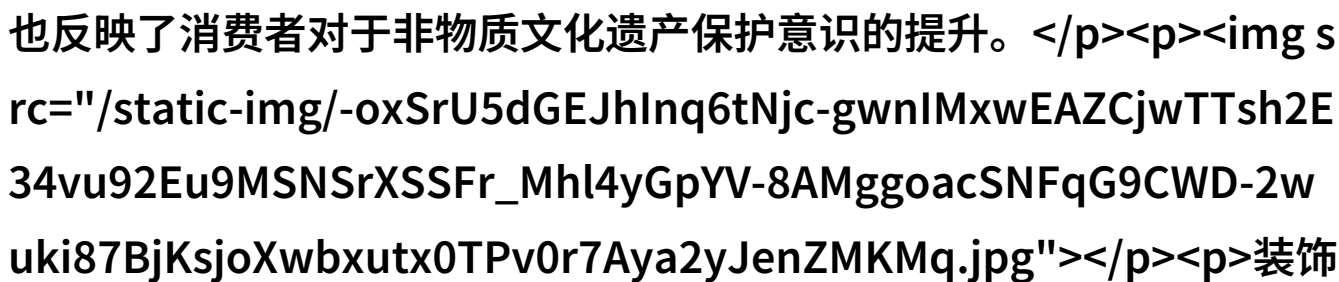 也反映了消费者对于非物质文化遗产保护意识的提升。</p><p><img s
rc="/static-img/-oxSrU5dGEJhInq6tNjc-gwnIMxwEAZCjwTTsh2E
34vu92Eu9MSNSrXSSFr_Mhl4yGpYV-8AMggoacSNFqG9CWD-2w
uki87BjKsjoXwbxutx0TPv0r7Aya2yJenZMKMq.jpg"></p><p>装饰